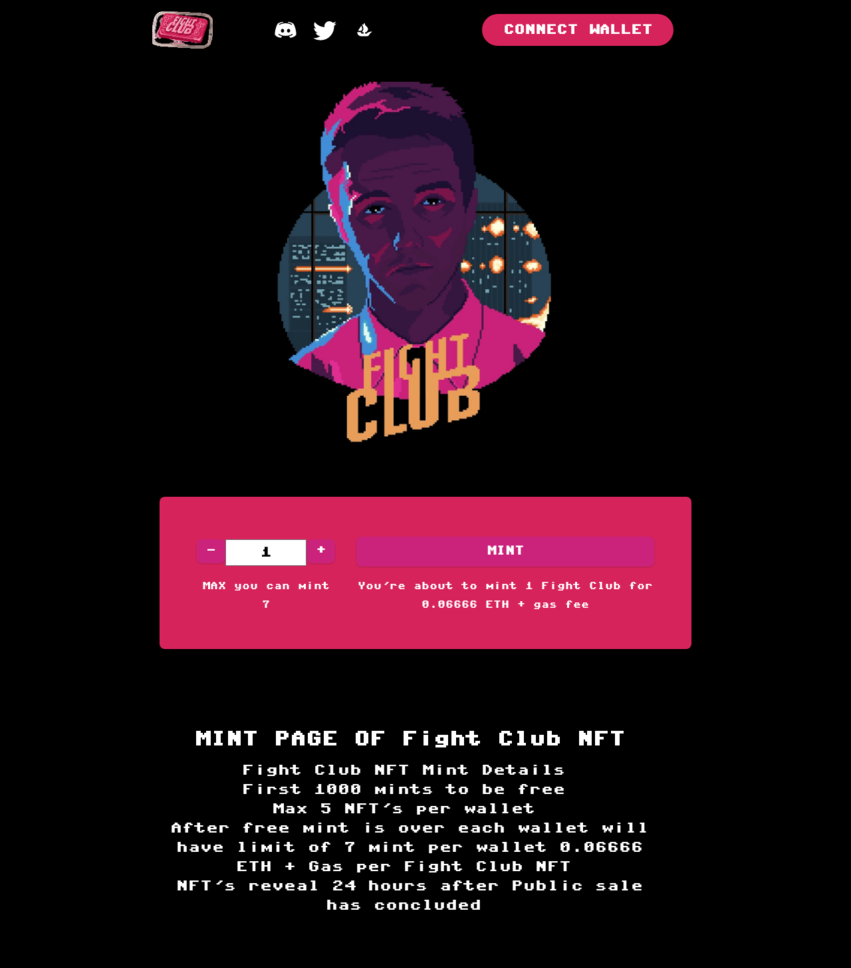 FIGHT
CLUB
CONNECT WALLET
FIGHT
CLUB
-
1
+
MINT
MAX you can mint
7
You're about to mint 1 Fight Club for
0.06666 ETH + gas fee
MINT PAGE OF Fight Club NFT
Fight Club NFT Mint Details
First 1000 mints to be free
Max 5 NFT's per wallet
After free mint is over each wallet will
have limit of 7 mint per wallet 0.06666
ETH + Gas per Fight Club NFT
NFT's reveal 24 hours after Public sale
has concluded